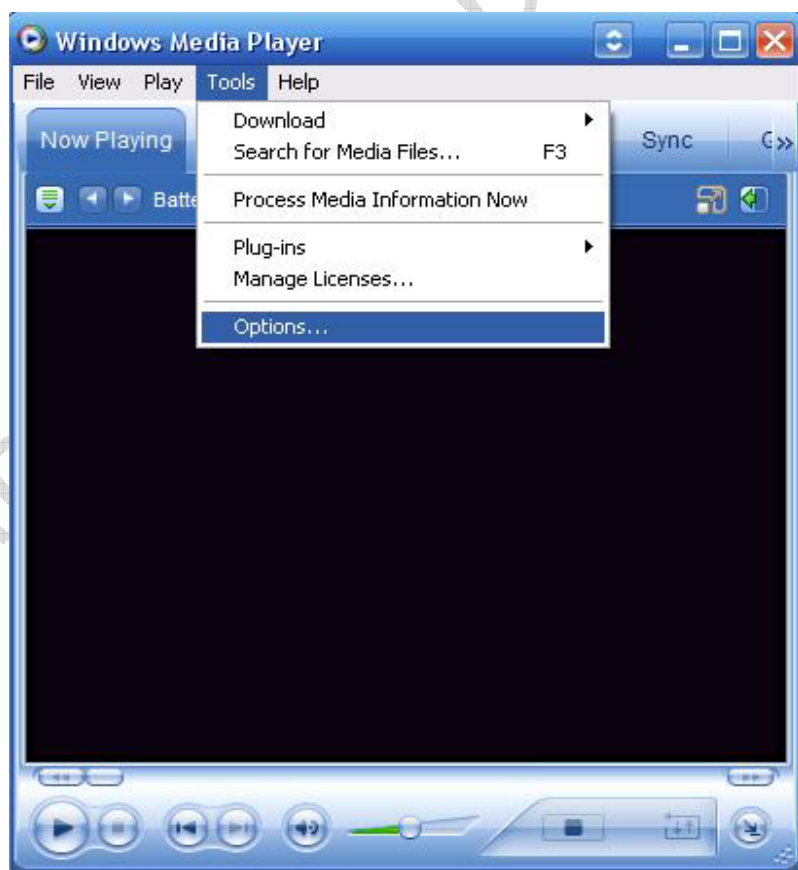 Windows Media Player
File View Play Tools Help
Now Playing
Sync
Download
Search for Media Files... F3
Batte
Process Media Information Now
Plug-ins
Manage Licenses...
Options...